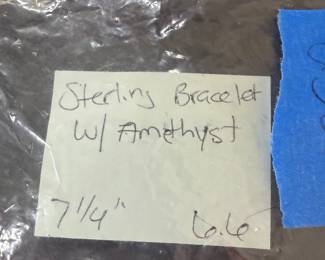 Sterling Bracelet
W/ Amethyst
7 1/4" 6.6